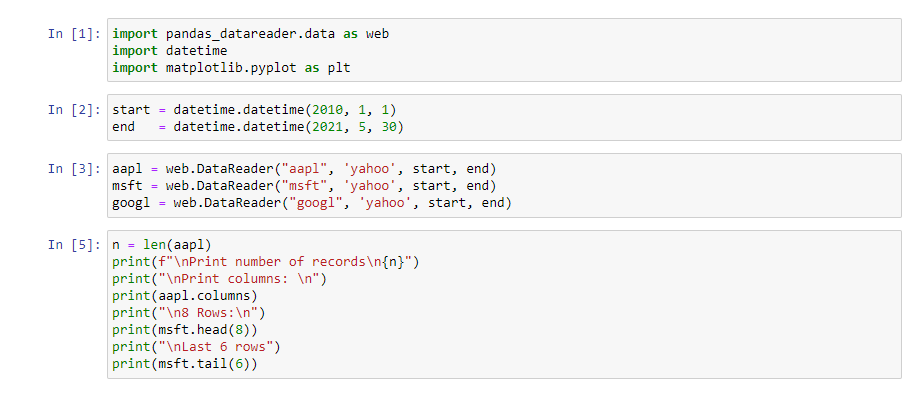 In [1]: import pandas_datareader.data as web
import datetime
import matplotlib.pyplot as plt
In [2]: start = datetime.datetime(2010, 1, 1)
end   = datetime.datetime(2021, 5, 30)
In [3]: aapl = web.DataReader("aapl", 'yahoo', start, end)
msft = web.DataReader("msft", 'yahoo', start, end)
googl = web.DataReader("googl", 'yahoo', start, end)
In [5]: n = len(aapl)
print(f"\nPrint number of records\n{n}")
print("\nPrint columns: \n")
print(aapl.columns)
print("\n8 Rows:\n")
print(msft.head(8))
print("\nLast 6 rows")
print(msft.tail(6))